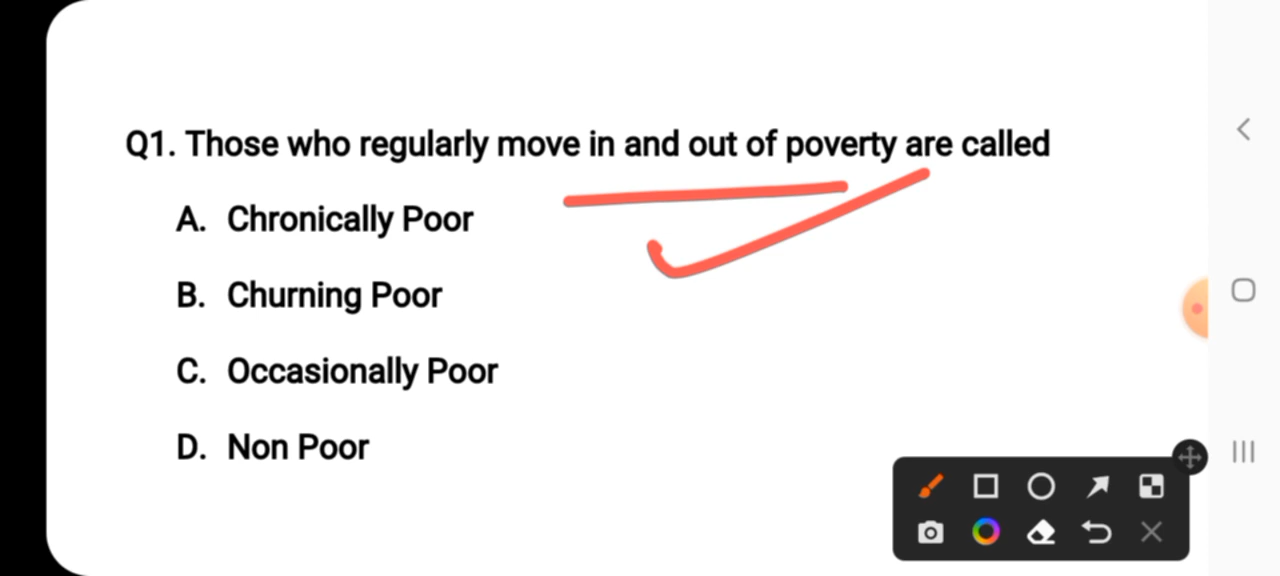 Q1. Those who regularly move in and out of poverty are called
A. Chronically Poor
B. Churning Poor
C. Occasionally Poor
D. Non Poor